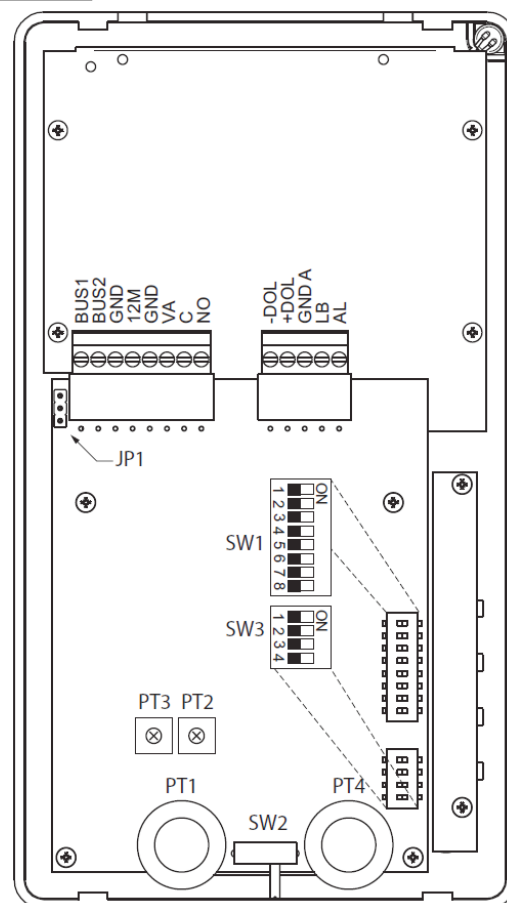 BUS1
BUS2
GND
12M
GND
VA
C
NO
-DOL
+DOL
GND A
LB
AL
JP1
SW1
1 2 3 4 5 6 7 8
ON
SW3
1 2 3 4
ON
PT3 PT2
PT1
PT4
SW2